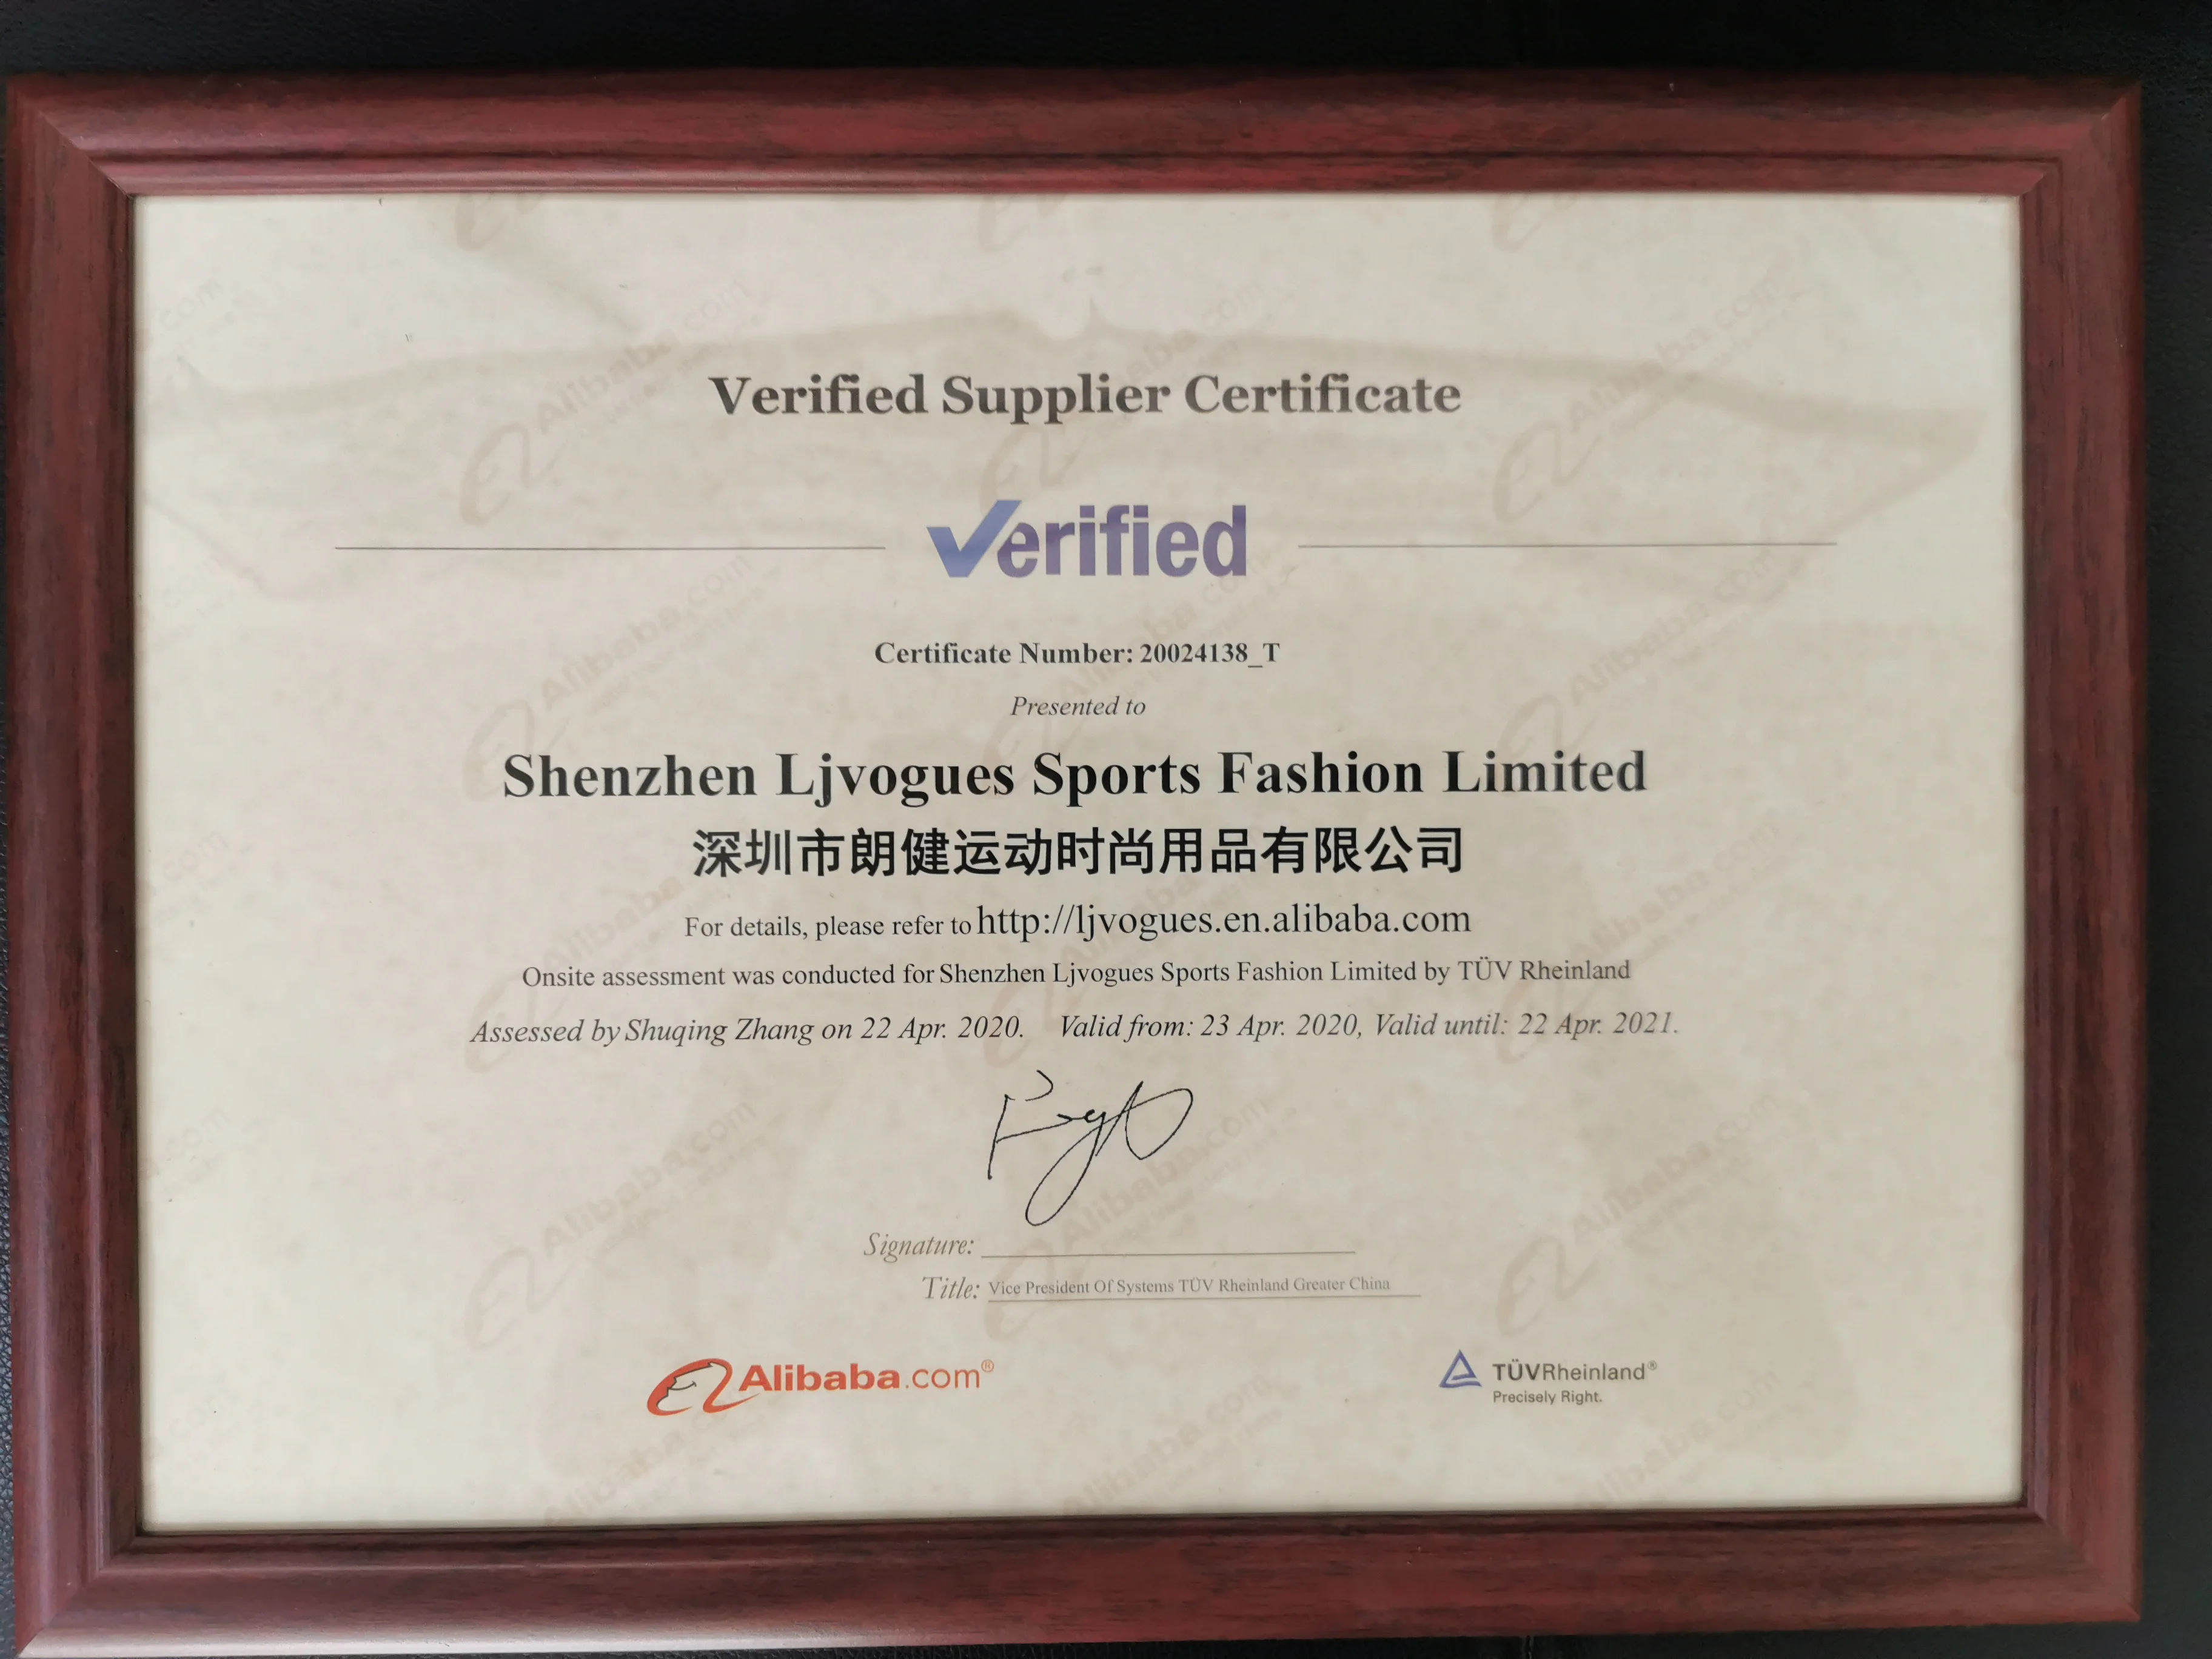 Verified Supplier Certificate
Verified
Certificate Number: 20024138_T
Presented to
Shenzhen Ljvogues Sports Fashion Limited
深圳市朗健运动时尚用品有限公司
For details, please refer to http://ljvogues.en.alibaba.com
Onsite assessment was conducted for Shenzhen Ljvogues Sports Fashion Limited by TÜV Rheinland
Assessed by Shuqing Zhang on 22 Apr. 2020. Valid from: 23 Apr. 2020, Valid until: 22 Apr. 2021.
Signature:
Title: Vice President Of Systems TÜV Rheinland Greater China
Alibaba.com®
TÜVRheinland®
Precisely Right.